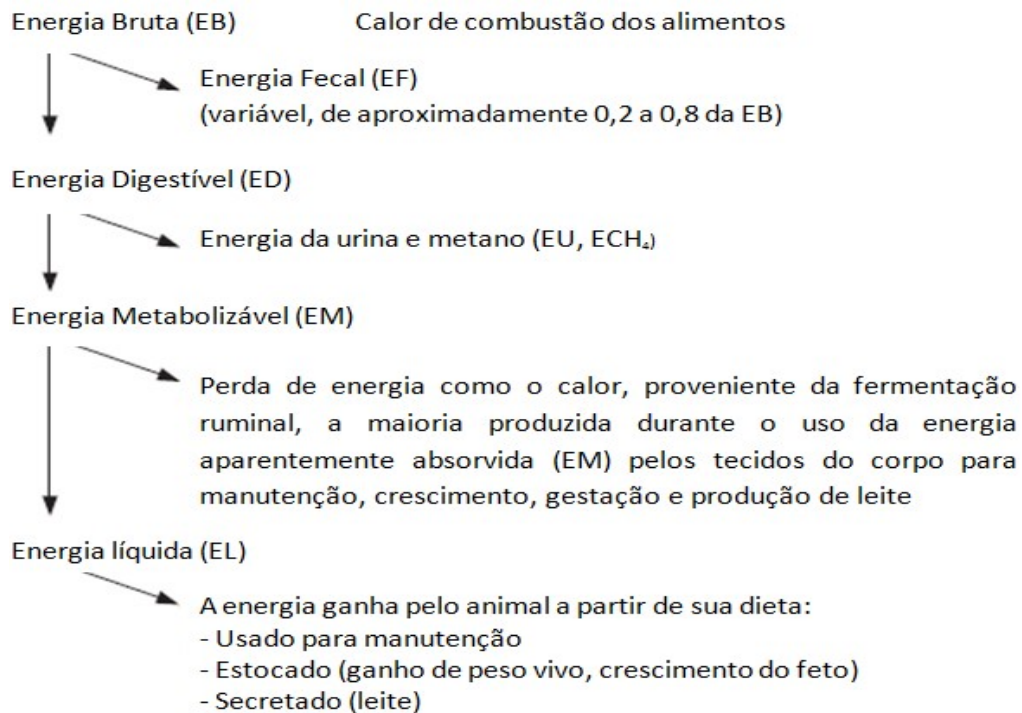 Energia Bruta (EB) Calor de combustão dos alimentos
Energia Fecal (EF)
(variável, de aproximadamente 0,2 a 0,8 da EB)
Energia Digestível (ED)
Energia da urina e metano (EU, ECH₄)
Energia Metabolizável (EM)
Perda de energia como o calor, proveniente da fermentação
ruminal, a maioria produzida durante o uso da energia
aparentemente absorvida (EM) pelos tecidos do corpo para
manutenção, crescimento, gestação e produção de leite
Energia líquida (EL)
A energia ganha pelo animal a partir de sua dieta:
- Usado para manutenção
- Estocado (ganho de peso vivo, crescimento do feto)
- Secretado (leite)